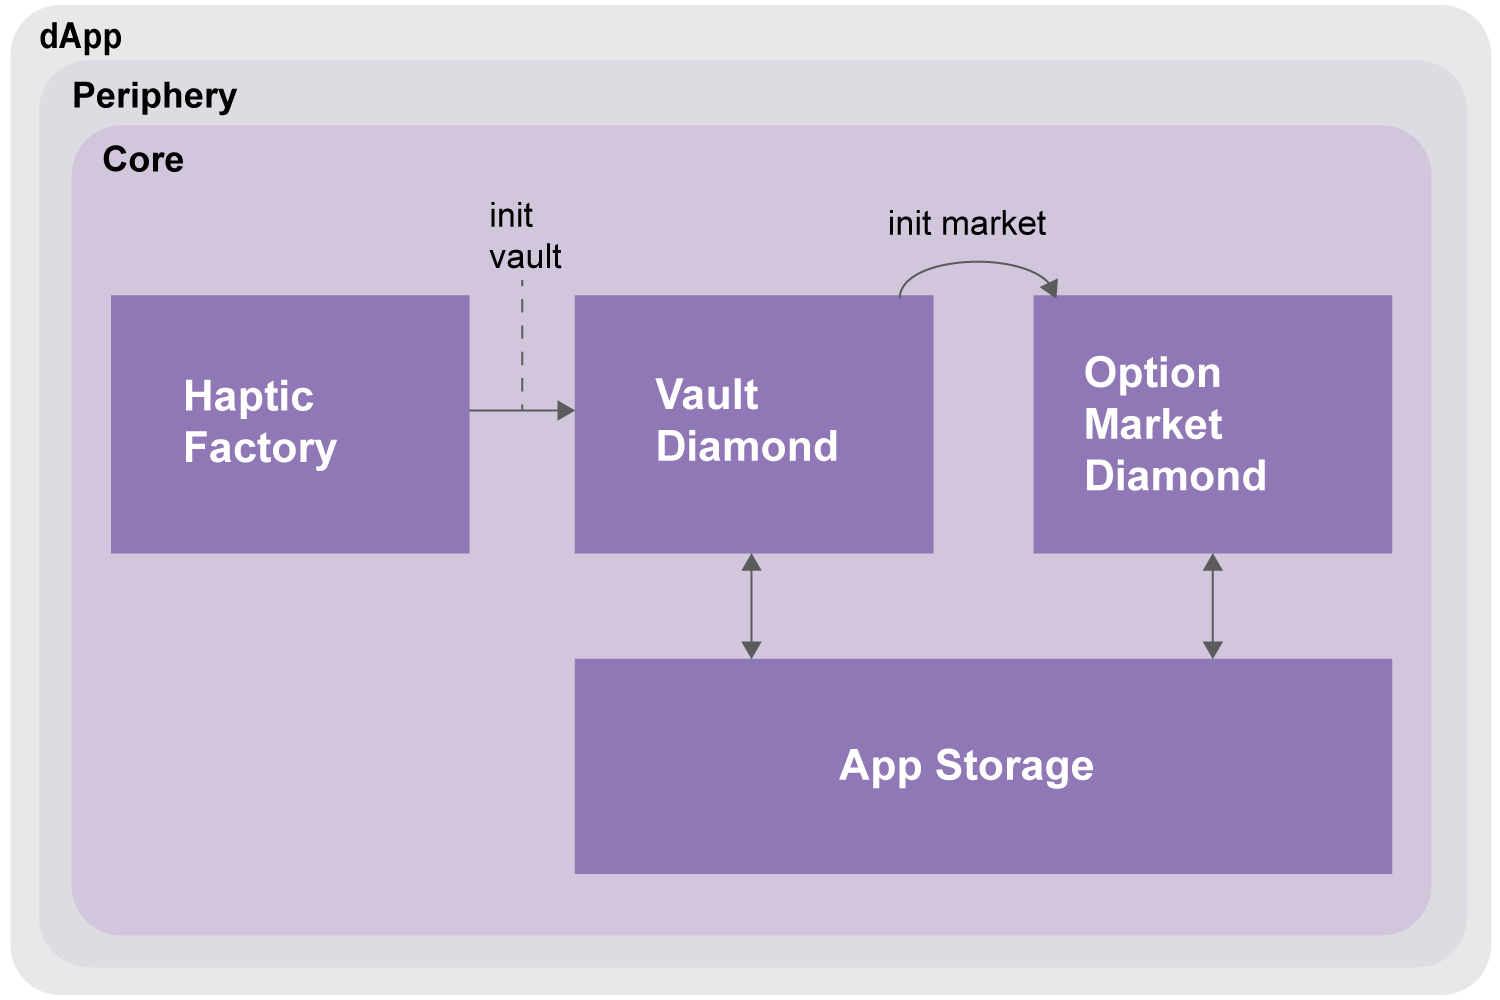 dApp
Periphery
Core
init
vault
init market
Haptic
Factory
Vault
Diamond
Option
Market
Diamond
App Storage